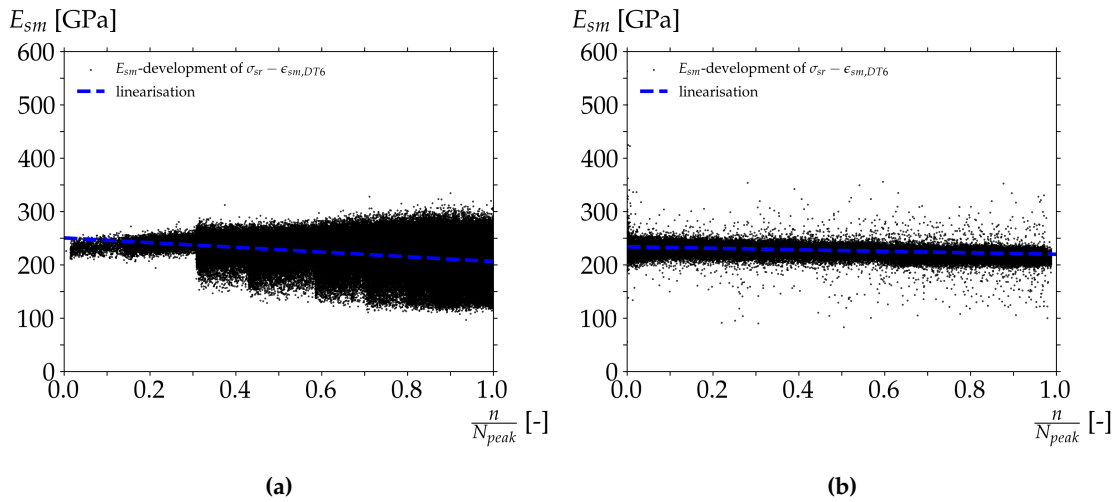 E_sm [GPa]
600
E_sm-development of σ_sr − ϵ_sm,DT6
500
linearisation
400
300
200
100
0
0.0 0.2 0.4 0.6 0.8 1.0
n
N_peak [-]
(a)
E_sm [GPa]
600
E_sm-development of σ_sr − ϵ_sm,DT6
500
linearisation
400
300
200
100
0
0.0 0.2 0.4 0.6 0.8 1.0
n
N_peak [-]
(b)